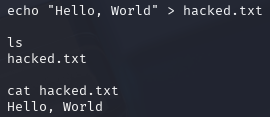 echo "Hello, World" > hacked.txt
ls
hacked.txt
cat hacked.txt
Hello, World